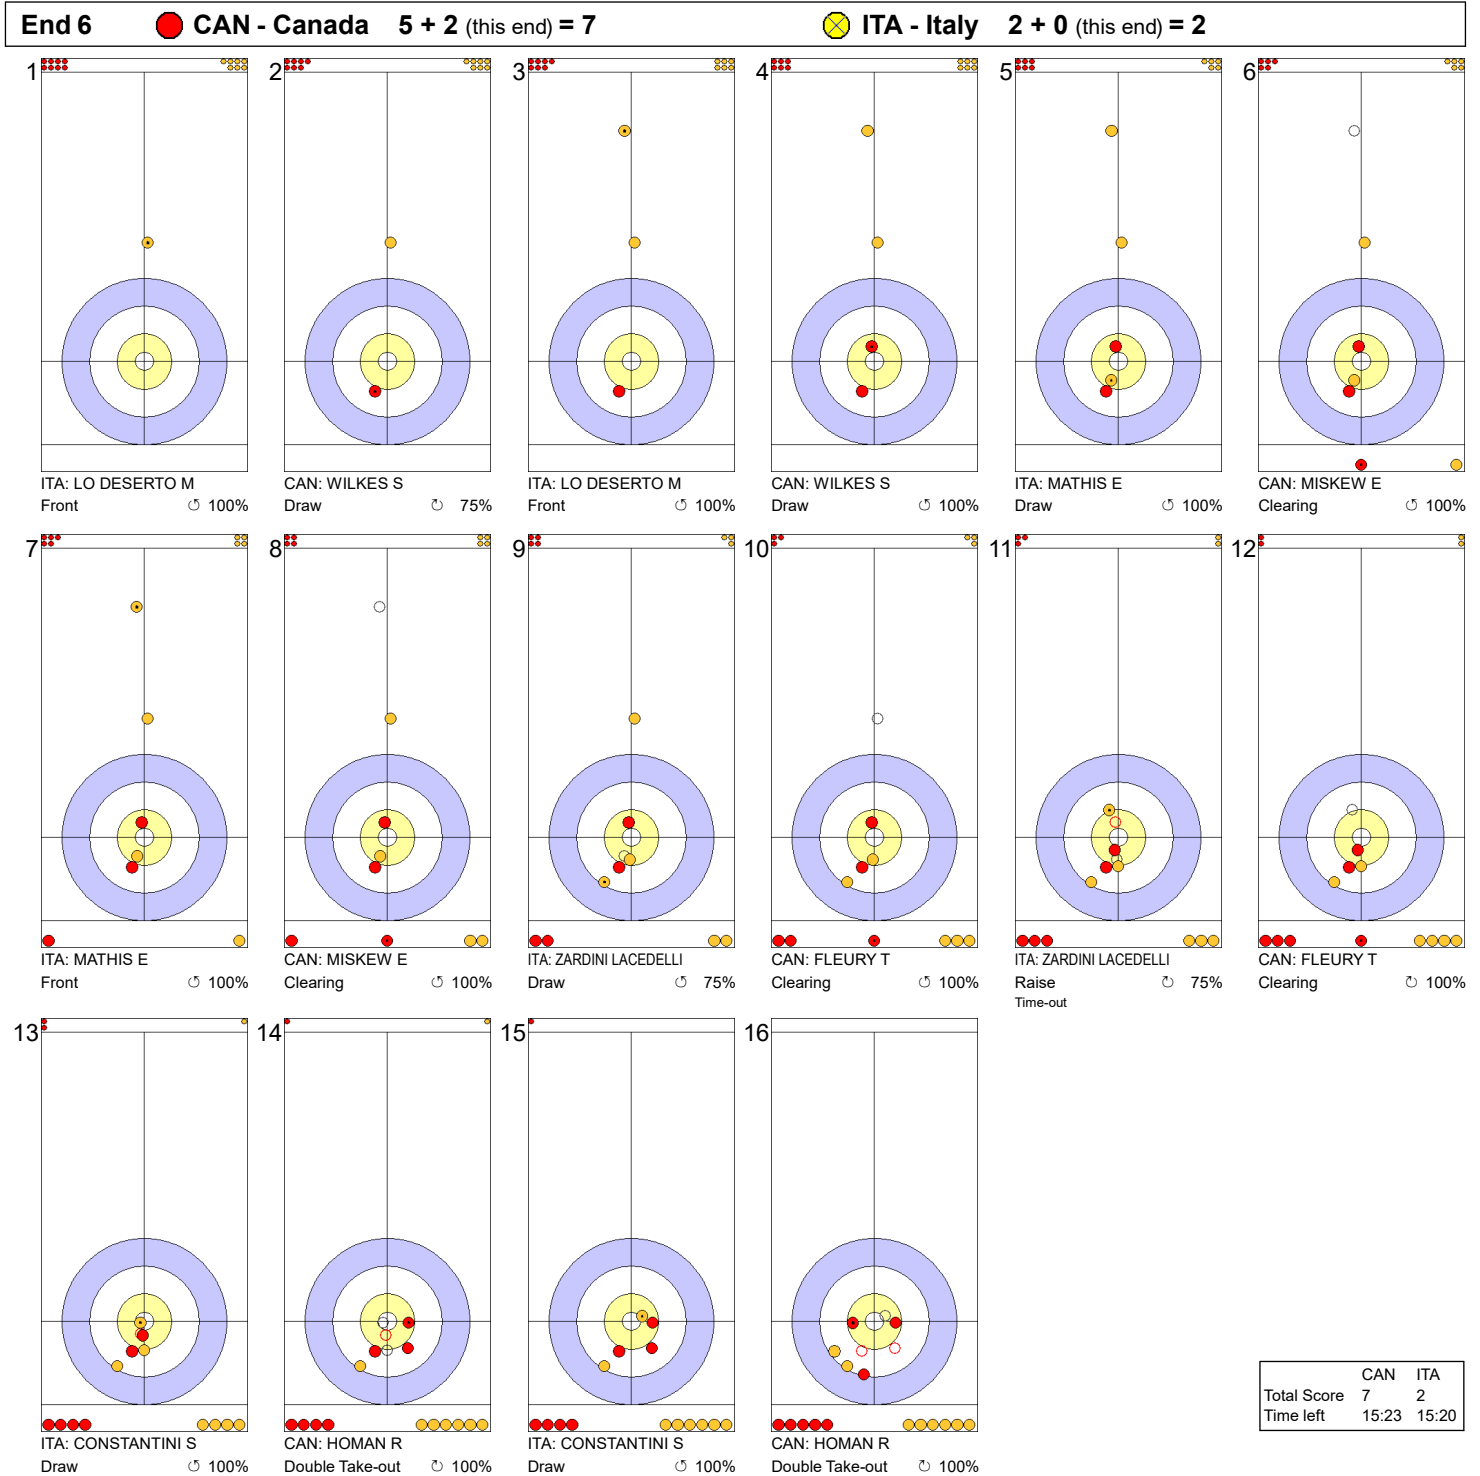 End 6 CAN - Canada 5 + 2 (this end) = 7 ITA - Italy 2 + 0 (this end) = 2
1 2 3 4 5 6
ITA: LO DESERTO M CAN: WILKES S ITA: LO DESERTO M CAN: WILKES S ITA: MATHIS E CAN: MISKEW E
Front ↺ 100% Draw ↻ 75% Front ↺ 100% Draw ↻ 100% Draw ↺ 100% Clearing ↺ 100%
7 8 9 10 11 12
ITA: MATHIS E CAN: MISKEW E ITA: ZARDINI LACEDELLI CAN: FLEURY T ITA: ZARDINI LACEDELLI CAN: FLEURY T
Front ↺ 100% Clearing ↺ 100% Draw ↺ 75% Clearing ↺ 100% Raise ↻ 75% Clearing ↻ 100%
Time-out
13 14 15 16
CAN ITA
Total Score 7 2
Time left 15:23 15:20
ITA: CONSTANTINI S CAN: HOMAN R ITA: CONSTANTINI S CAN: HOMAN R
Draw ↺ 100% Double Take-out ↻ 100% Draw ↺ 100% Double Take-out ↻ 100%